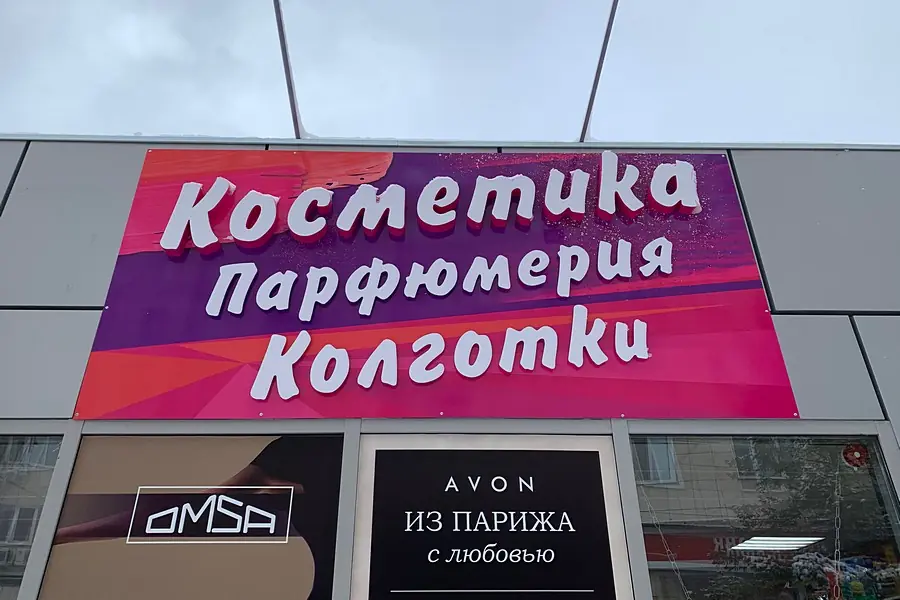 Косметика
Парфюмерия
Колготки
OMSA
AVON
ИЗ ПАРИЖА
с любовью